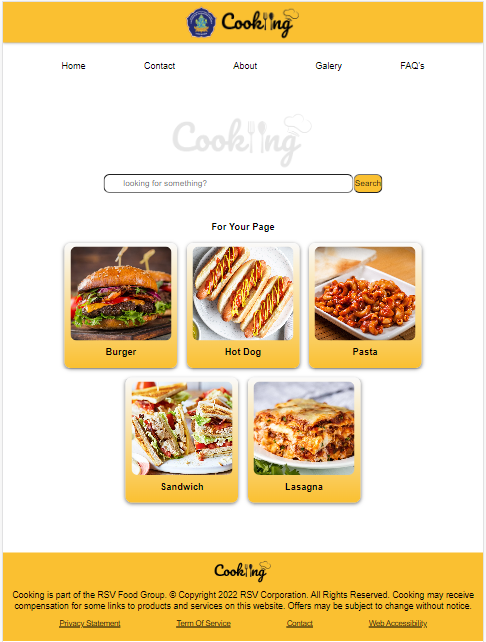 Cooking
Home Contact About Galery FAQ's
Cooking
looking for something? Search
For Your Page
Burger Hot Dog Pasta
Sandwich Lasagna
Cooking
Cooking is part of the RSV Food Group. © Copyright 2022 RSV Corporation. All Rights Reserved. Cooking may receive
compensation for some links to products and services on this website. Offers may be subject to change without notice.
Privacy Statement Term Of Service Contact Web Accessibility